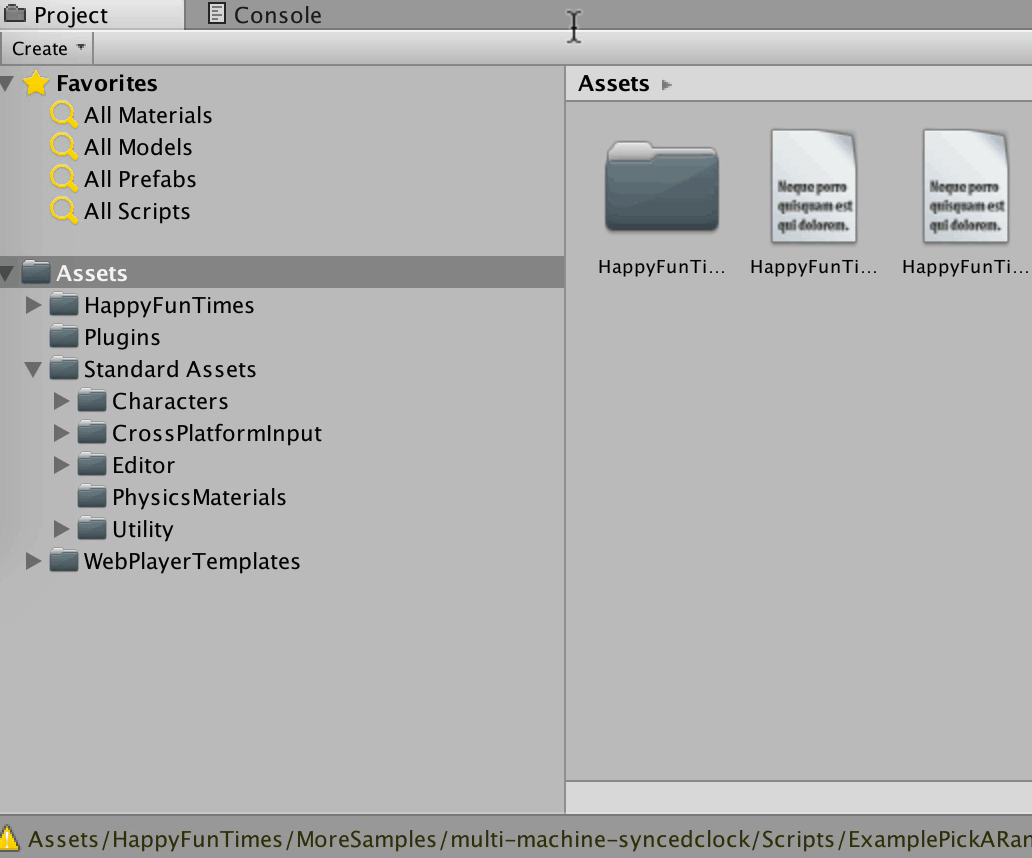 Project
Console
Create
Favorites
All Materials
All Models
All Prefabs
All Scripts
Assets
HappyFunTimes
Plugins
Standard Assets
Characters
CrossPlatformInput
Editor
PhysicsMaterials
Utility
WebPlayerTemplates
Assets
Neque porro
quisquam est
qui dolorem.
Neque porro
quisquam est
qui dolorem.
HappyFunTi...
HappyFunTi...
HappyFunTi...
Assets/HappyFunTimes/MoreSamples/multi-machine-syncedclock/Scripts/ExamplePickARan